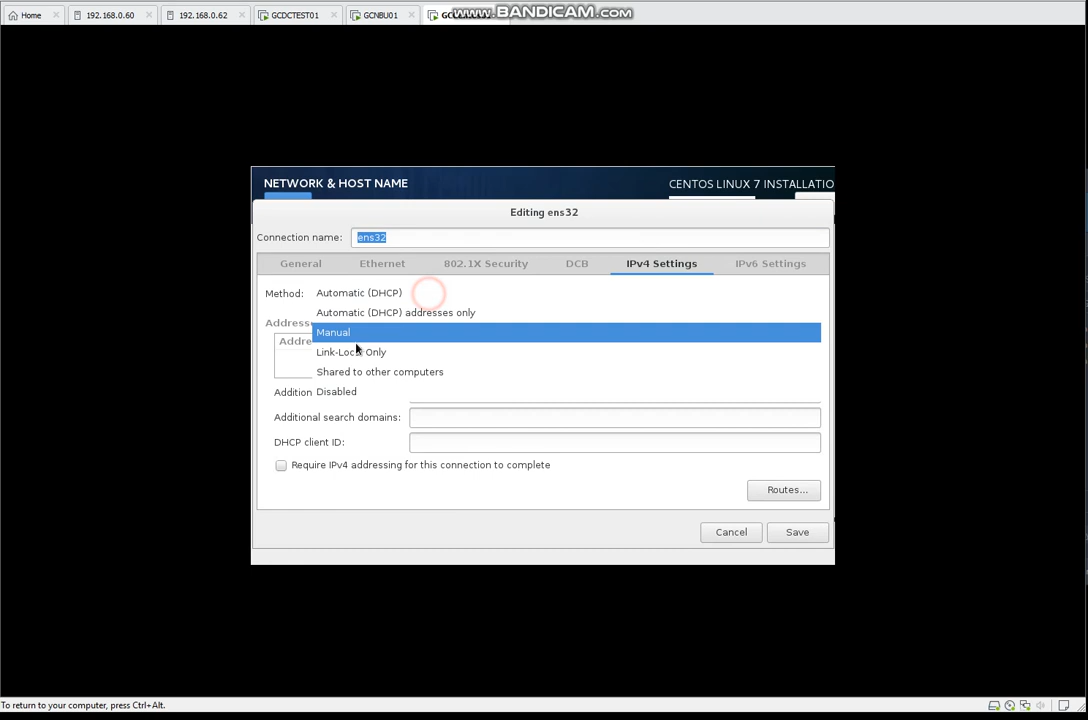 Home 192.168.0.60 192.168.0.62 GCDCTEST01 GCNBU01
www.BANDICAM.com
NETWORK & HOST NAME
CENTOS LINUX 7 INSTALLATIO
Editing ens32
Connection name: ens32
General Ethernet 802.1X Security DCB IPv4 Settings IPv6 Settings
Method: Automatic (DHCP)
Automatic (DHCP) addresses only
Address
Manual
Addre
Link-Local Only
Shared to other computers
Addition Disabled
Additional search domains:
DHCP client ID:
Require IPv4 addressing for this connection to complete
Routes...
Cancel Save
To return to your computer, press Ctrl+Alt.